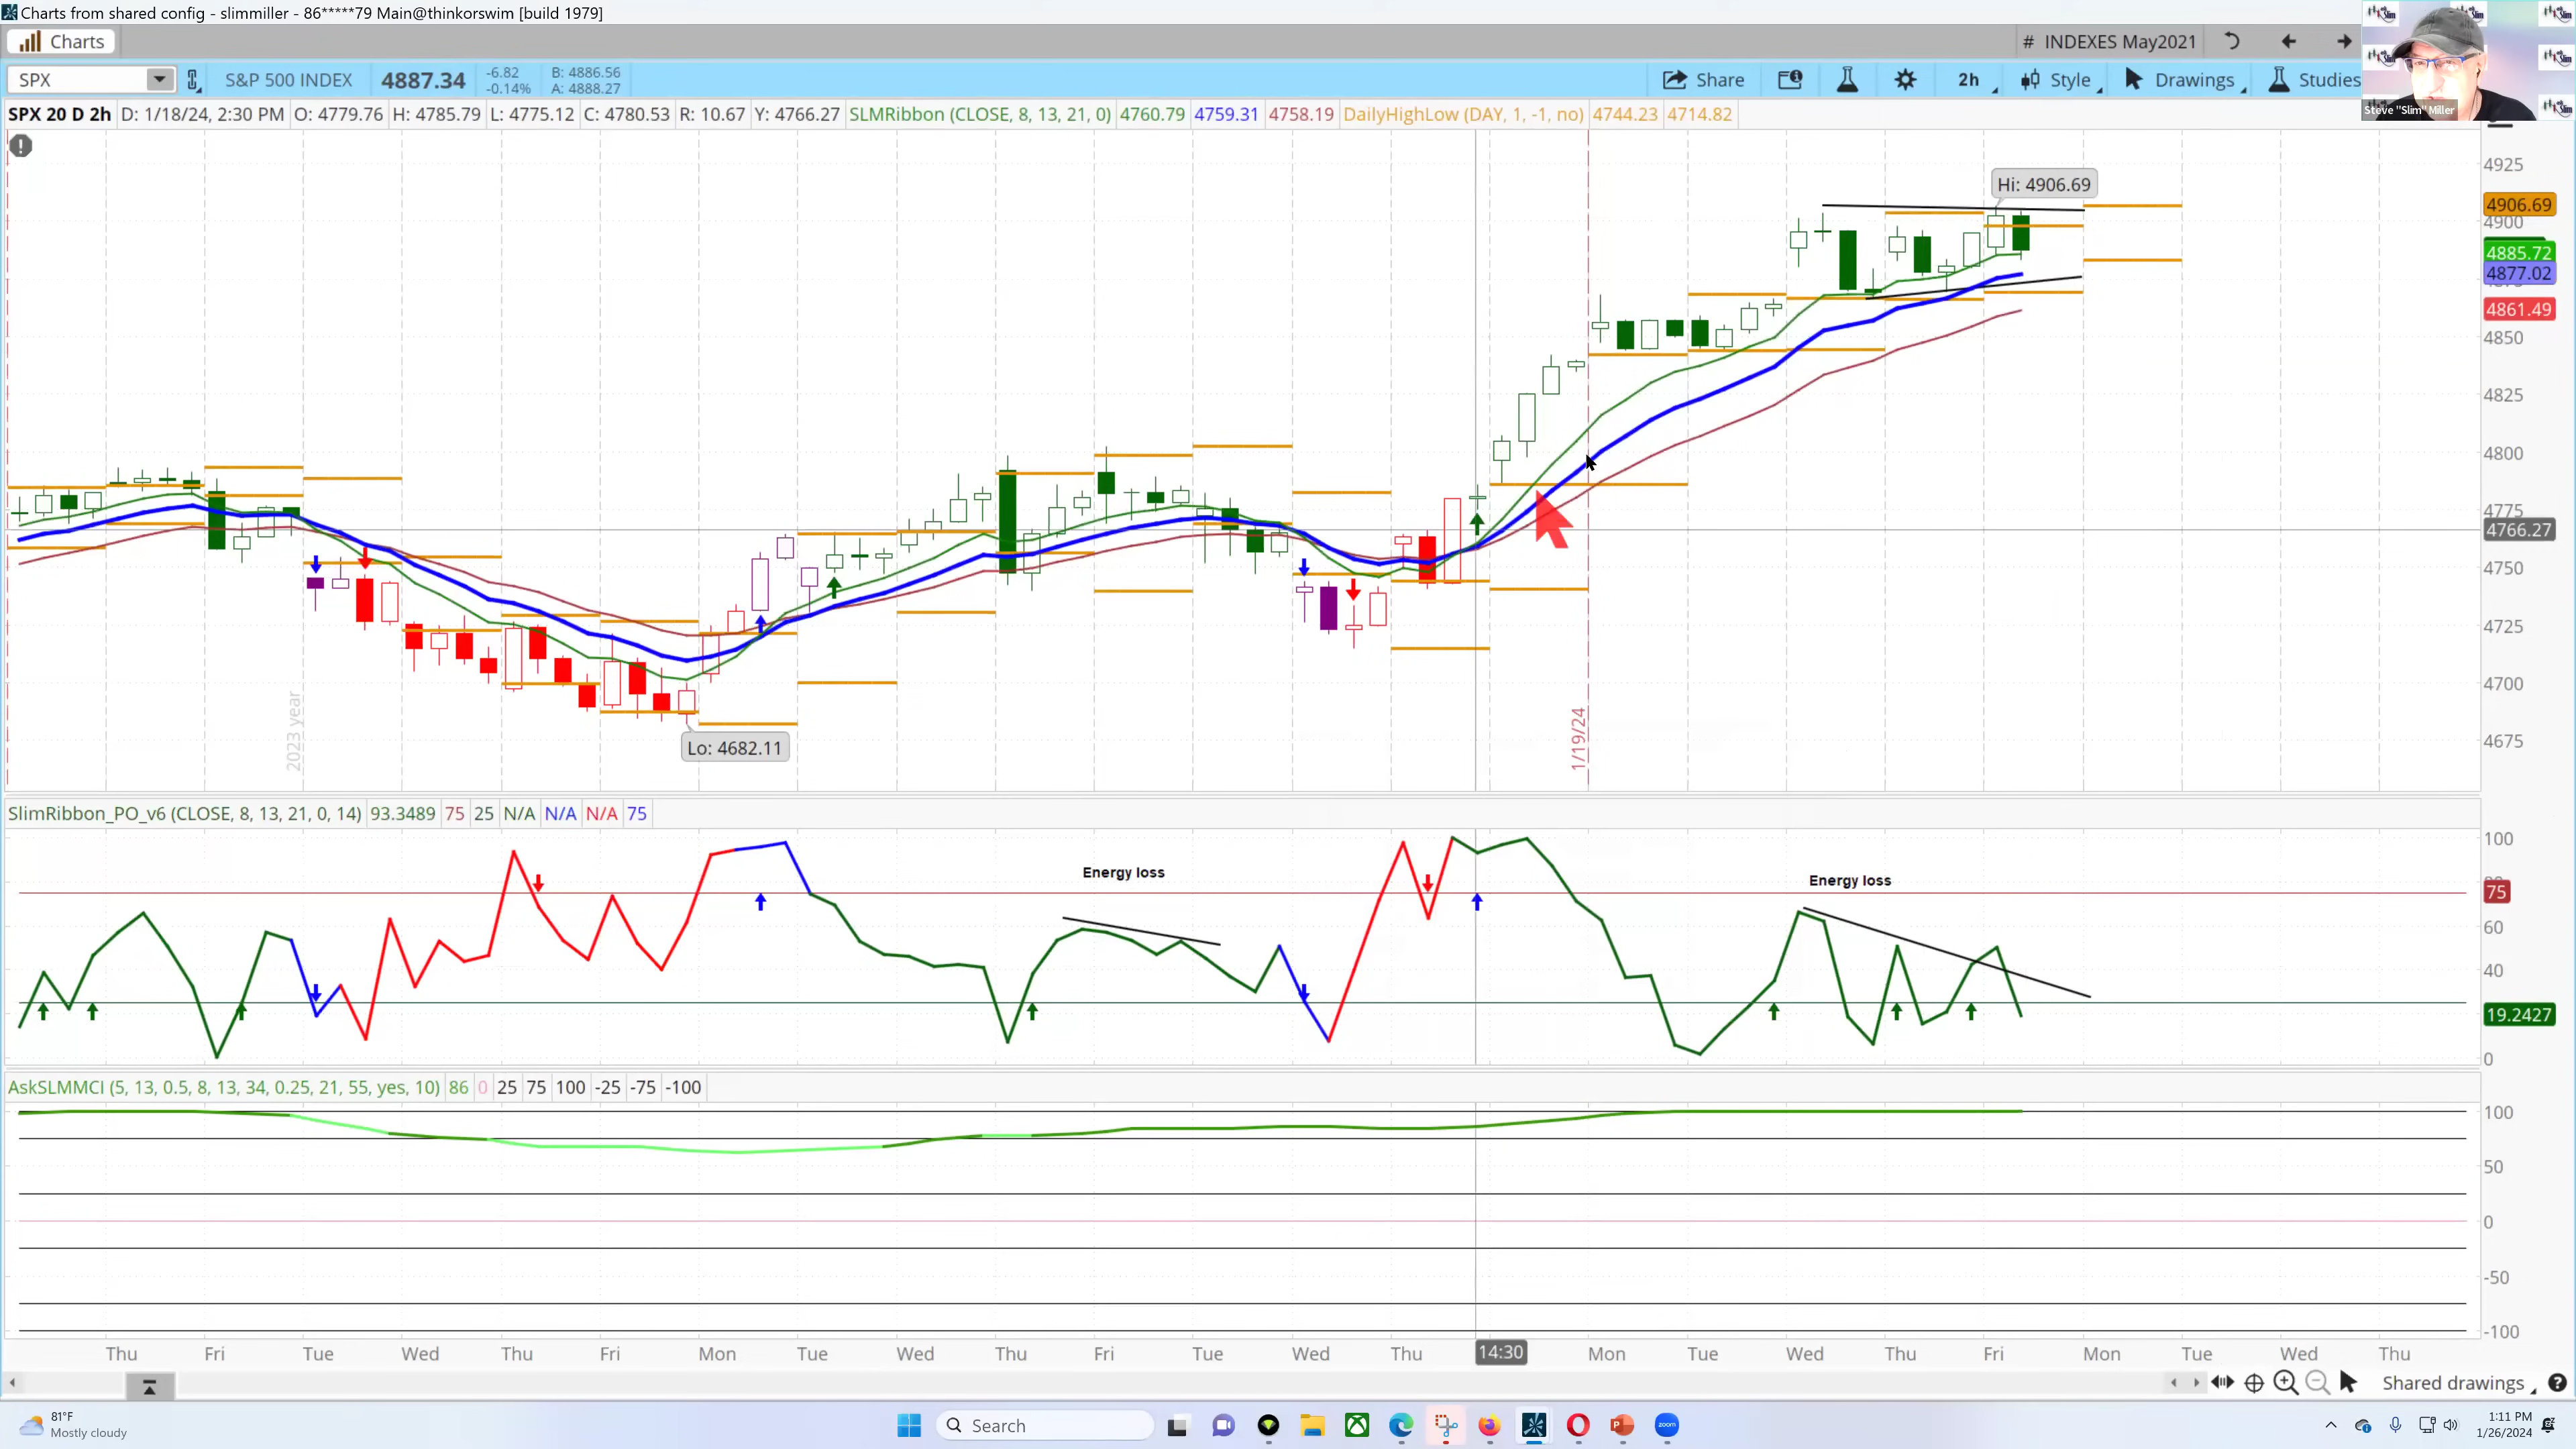 Charts from shared config - slimmiller - 86*****79 Main@thinkorswim [build 1979]
Charts
# INDEXES May2021
SPX
S&P 500 INDEX
4887.34
-6.82
-0.14%
B: 4886.56
A: 4888.27
Share
2h
Style
Drawings
Studies
Steve "Slim" Miller
SPX 20 D 2h D: 1/18/24, 2:30 PM O: 4779.76 H: 4785.79 L: 4775.12 C: 4780.53 R: 10.67 Y: 4766.27 SLMRibbon (CLOSE, 8, 13, 21, 0) 4760.79 4759.31 4758.19 DailyHighLow (DAY, 1, -1, no) 4744.23 4714.82
Hi: 4906.69
Lo: 4682.11
2023 year
1/19/24
4925
4906.69
4900
4885.72
4877.02
4861.49
4850
4825
4800
4775
4766.27
4750
4725
4700
4675
SlimRibbon_PO_v6 (CLOSE, 8, 13, 21, 0, 14) 93.3489 75 25 N/A N/A N/A 75
Energy loss
Energy loss
100
75
60
40
19.2427
0
AskSLMMCI (5, 13, 0.5, 8, 13, 34, 0.25, 21, 55, yes, 10) 86 0 25 75 100 -25 -75 -100
100
50
0
-50
-100
Thu Fri Tue Wed Thu Fri Mon Tue Wed Thu Fri Tue Wed Thu 14:30 Mon Tue Wed Thu Fri Mon Tue Wed Thu
Shared drawings
81°F
Mostly cloudy
Search
zoom
1:11 PM
1/26/2024